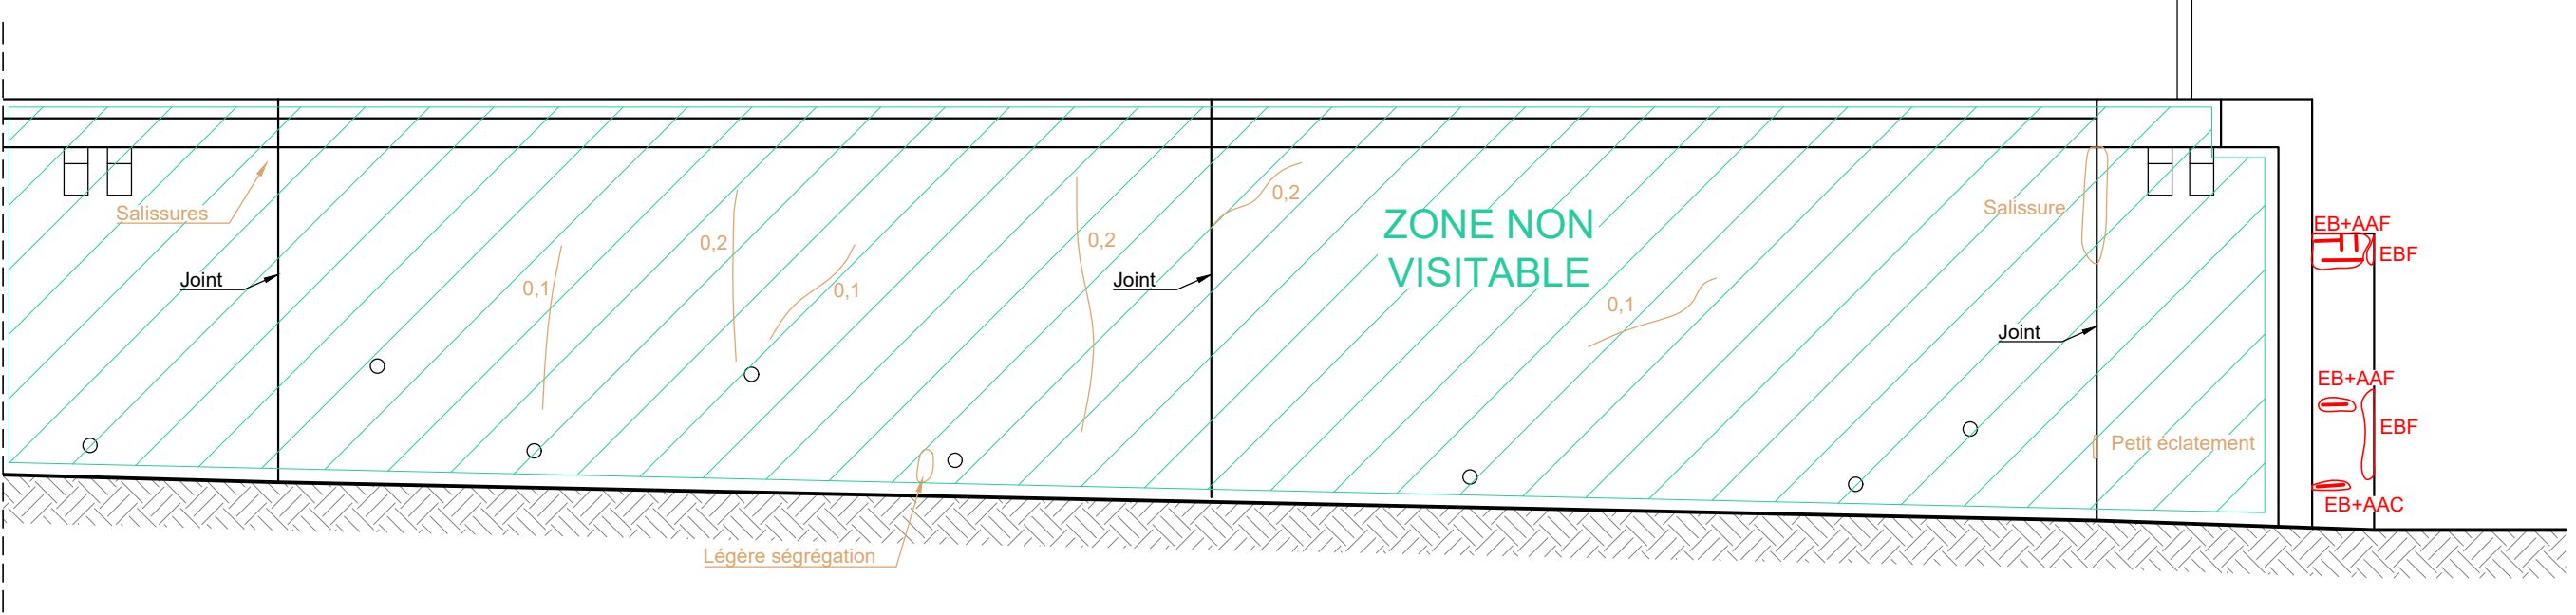 Salissures
Joint
0,1
0,2
0,1
0,2
Joint
0,2
ZONE NON
VISITABLE
0,1
Salissure
Joint
Petit éclatement
Légère ségrégation
EB+AAF
EBF
EB+AAF
EBF
EB+AAC